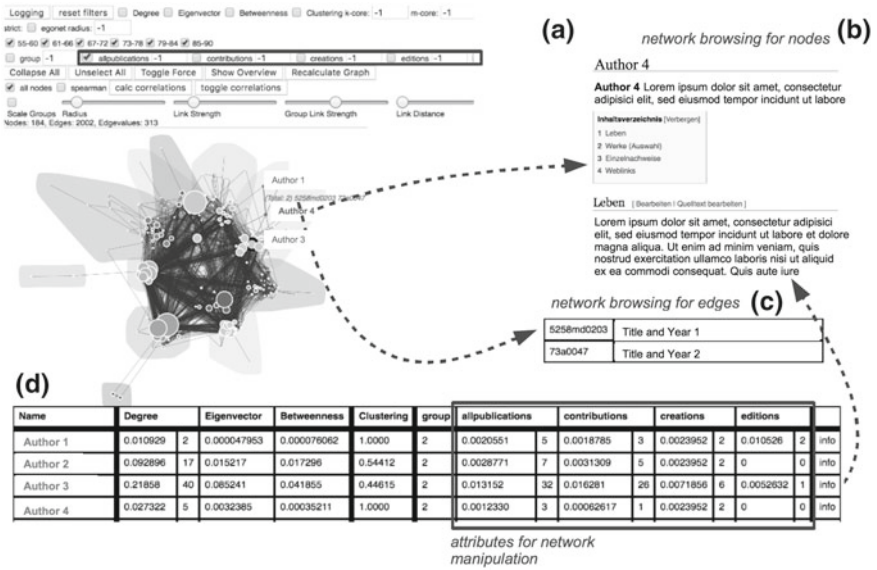 Logging reset filters Degree Eigenvector Betweenness Clustering k-core: -1 m-core: -1
strict: egonet radius: -1
55-60 61-66 67-72 73-78 79-84 85-90
group -1 allpublications -1 contributions -1 creations -1 editions -1
Collapse All Unselect All Toggle Force Show Overview Recalculate Graph
all nodes spearman calc correlations toggle correlations
Scale Groups Radius Link Strength Group Link Strength Link Distance
Nodes: 184, Edges: 2002, Edgevalues: 313
(a)
Author 1
(Total: 2) 5258md0203 73a0047
Author 4
Author 3
network browsing for nodes (b)
Author 4
Author 4 Lorem ipsum dolor sit amet, consectetur
adipisici elit, sed eiusmod tempor incidunt ut labore
Inhaltsverzeichnis [Verbergen]
1 Leben
2 Werke (Auswahl)
3 Einzelnachweise
4 Weblinks
Leben [ Bearbeiten | Quelltext bearbeiten ]
Lorem ipsum dolor sit amet, consectetur adipisici
elit, sed eiusmod tempor incidunt ut labore et dolore
magna aliqua. Ut enim ad minim veniam, quis
nostrud exercitation ullamco laboris nisi ut aliquid
ex ea commodi consequat. Quis aute iure
network browsing for edges (c)
5258md0203 Title and Year 1
73a0047 Title and Year 2
(d)
Name Degree Eigenvector Betweenness Clustering group allpublications contributions creations editions
Author 1 0.010929 2 0.000047953 0.000076062 1.0000 2 0.0020551 5 0.0018785 3 0.0023952 2 0.010526 2 info
Author 2 0.092896 17 0.015217 0.017296 0.54412 2 0.0028771 7 0.0031309 5 0.0023952 2 0 0 info
Author 3 0.21858 40 0.085241 0.041855 0.44615 2 0.013152 32 0.016281 26 0.0071856 6 0.0052632 1 info
Author 4 0.027322 5 0.0032385 0.00035211 1.0000 2 0.0012330 3 0.00062617 1 0.0023952 2 0 0 info
attributes for network
manipulation